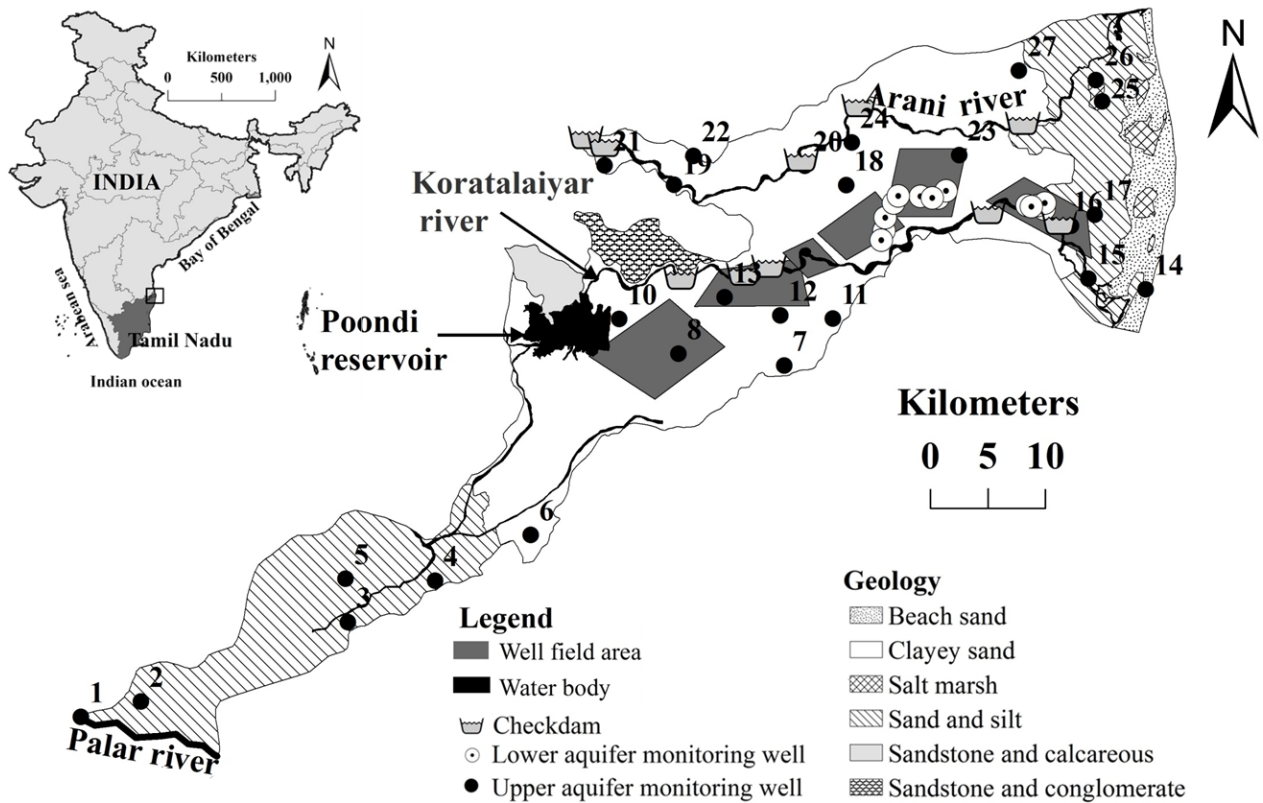 Kilometers
0 500 1,000
N
INDIA
Bay of Bengal
Arabean sea
Tamil Nadu
Indian ocean
N
27
26
25
Arani river
24
23
22
21
20
19
18
17
16
15
14
Koratalaiyar
river
13
12
11
10
8
7
Poondi
reservoir
Kilometers
0 5 10
6
5
4
3
2
1
Palar river
Legend
Well field area
Water body
Checkdam
Lower aquifer monitoring well
Upper aquifer monitoring well
Geology
Beach sand
Clayey sand
Salt marsh
Sand and silt
Sandstone and calcareous
Sandstone and conglomerate